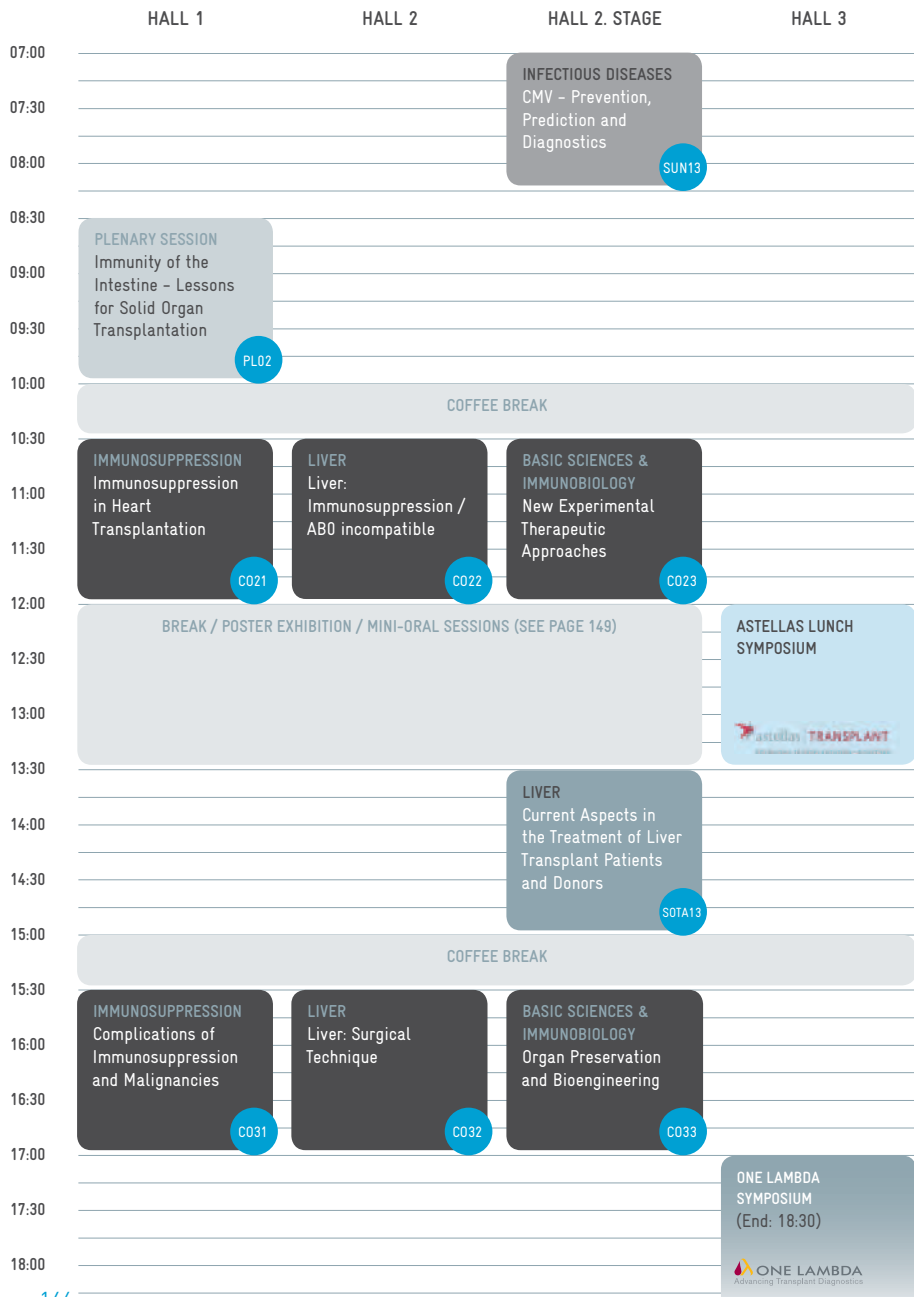 HALL 1 HALL 2 HALL 2. STAGE HALL 3
07:00
INFECTIOUS DISEASES
CMV – Prevention,
Prediction and
Diagnostics
SUN13
07:30
08:00
08:30
PLENARY SESSION
Immunity of the
Intestine – Lessons
for Solid Organ
Transplantation
PL02
09:00
09:30
10:00
COFFEE BREAK
10:30
IMMUNOSUPPRESSION
Immunosuppression
in Heart
Transplantation
CO21
LIVER
Liver:
Immunosuppression /
AB0 incompatible
CO22
BASIC SCIENCES &
IMMUNOBIOLOGY
New Experimental
Therapeutic
Approaches
CO23
11:00
11:30
12:00
BREAK / POSTER EXHIBITION / MINI-ORAL SESSIONS (SEE PAGE 149)
ASTELLAS LUNCH
SYMPOSIUM
astellas TRANSPLANT
12:30
13:00
13:30
LIVER
Current Aspects in
the Treatment of Liver
Transplant Patients
and Donors
SOTA13
14:00
14:30
15:00
COFFEE BREAK
15:30
IMMUNOSUPPRESSION
Complications of
Immunosuppression
and Malignancies
CO31
LIVER
Liver: Surgical
Technique
CO32
BASIC SCIENCES &
IMMUNOBIOLOGY
Organ Preservation
and Bioengineering
CO33
16:00
16:30
17:00
ONE LAMBDA
SYMPOSIUM
(End: 18:30)
ONE LAMBDA
Advancing Transplant Diagnostics
17:30
18:00